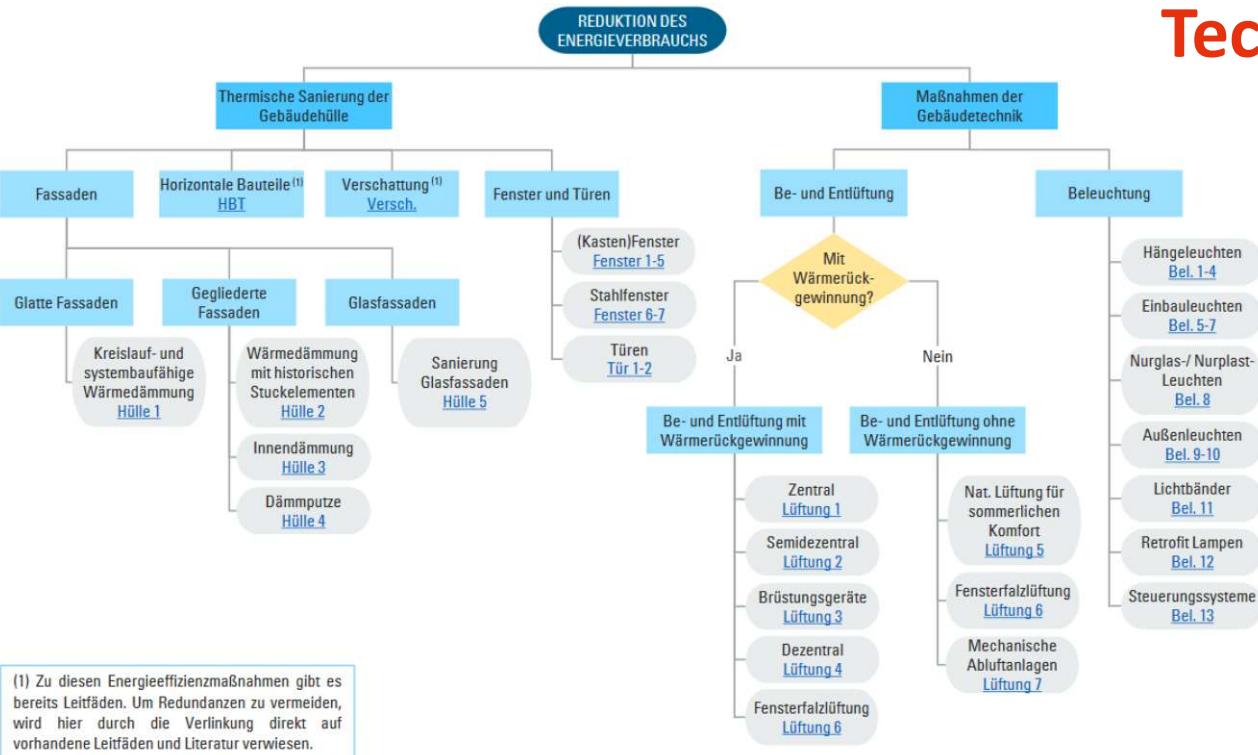 Tec
REDUKTION DES
ENERGIEVERBRAUCHS
Thermische Sanierung der
Gebäudehülle
Maßnahmen der
Gebäudetechnik
Fassaden
Horizontale Bauteile (1)
HBT
Verschattung (1)
Versch.
Fenster und Türen
Be- und Entlüftung
Beleuchtung
Glatte Fassaden
Gegliederte
Fassaden
Glasfassaden
Kreislauf- und
systembaufähige
Wärmedämmung
Hülle 1
Wärmedämmung
mit historischen
Stuckelementen
Hülle 2
Innendämmung
Hülle 3
Dämmputze
Hülle 4
Sanierung
Glasfassaden
Hülle 5
(Kasten)Fenster
Fenster 1-5
Stahlfenster
Fenster 6-7
Türen
Tür 1-2
Mit
Wärmerück-
gewinnung?
Ja
Nein
Be- und Entlüftung mit
Wärmerückgewinnung
Be- und Entlüftung ohne
Wärmerückgewinnung
Zentral
Lüftung 1
Semidezentral
Lüftung 2
Brüstungsgeräte
Lüftung 3
Dezentral
Lüftung 4
Fensterfalzlüftung
Lüftung 6
Nat. Lüftung für
sommerlichen
Komfort
Lüftung 5
Fensterfalzlüftung
Lüftung 6
Mechanische
Abluftanlagen
Lüftung 7
Hängeleuchten
Bel. 1-4
Einbauleuchten
Bel. 5-7
Nurglas-/ Nurplast-
Leuchten
Bel. 8
Außenleuchten
Bel. 9-10
Lichtbänder
Bel. 11
Retrofit Lampen
Bel. 12
Steuerungssysteme
Bel. 13
(1) Zu diesen Energieeffizienzmaßnahmen gibt es
bereits Leitfäden. Um Redundanzen zu vermeiden,
wird hier durch die Verlinkung direkt auf
vorhandene Leitfäden und Literatur verwiesen.